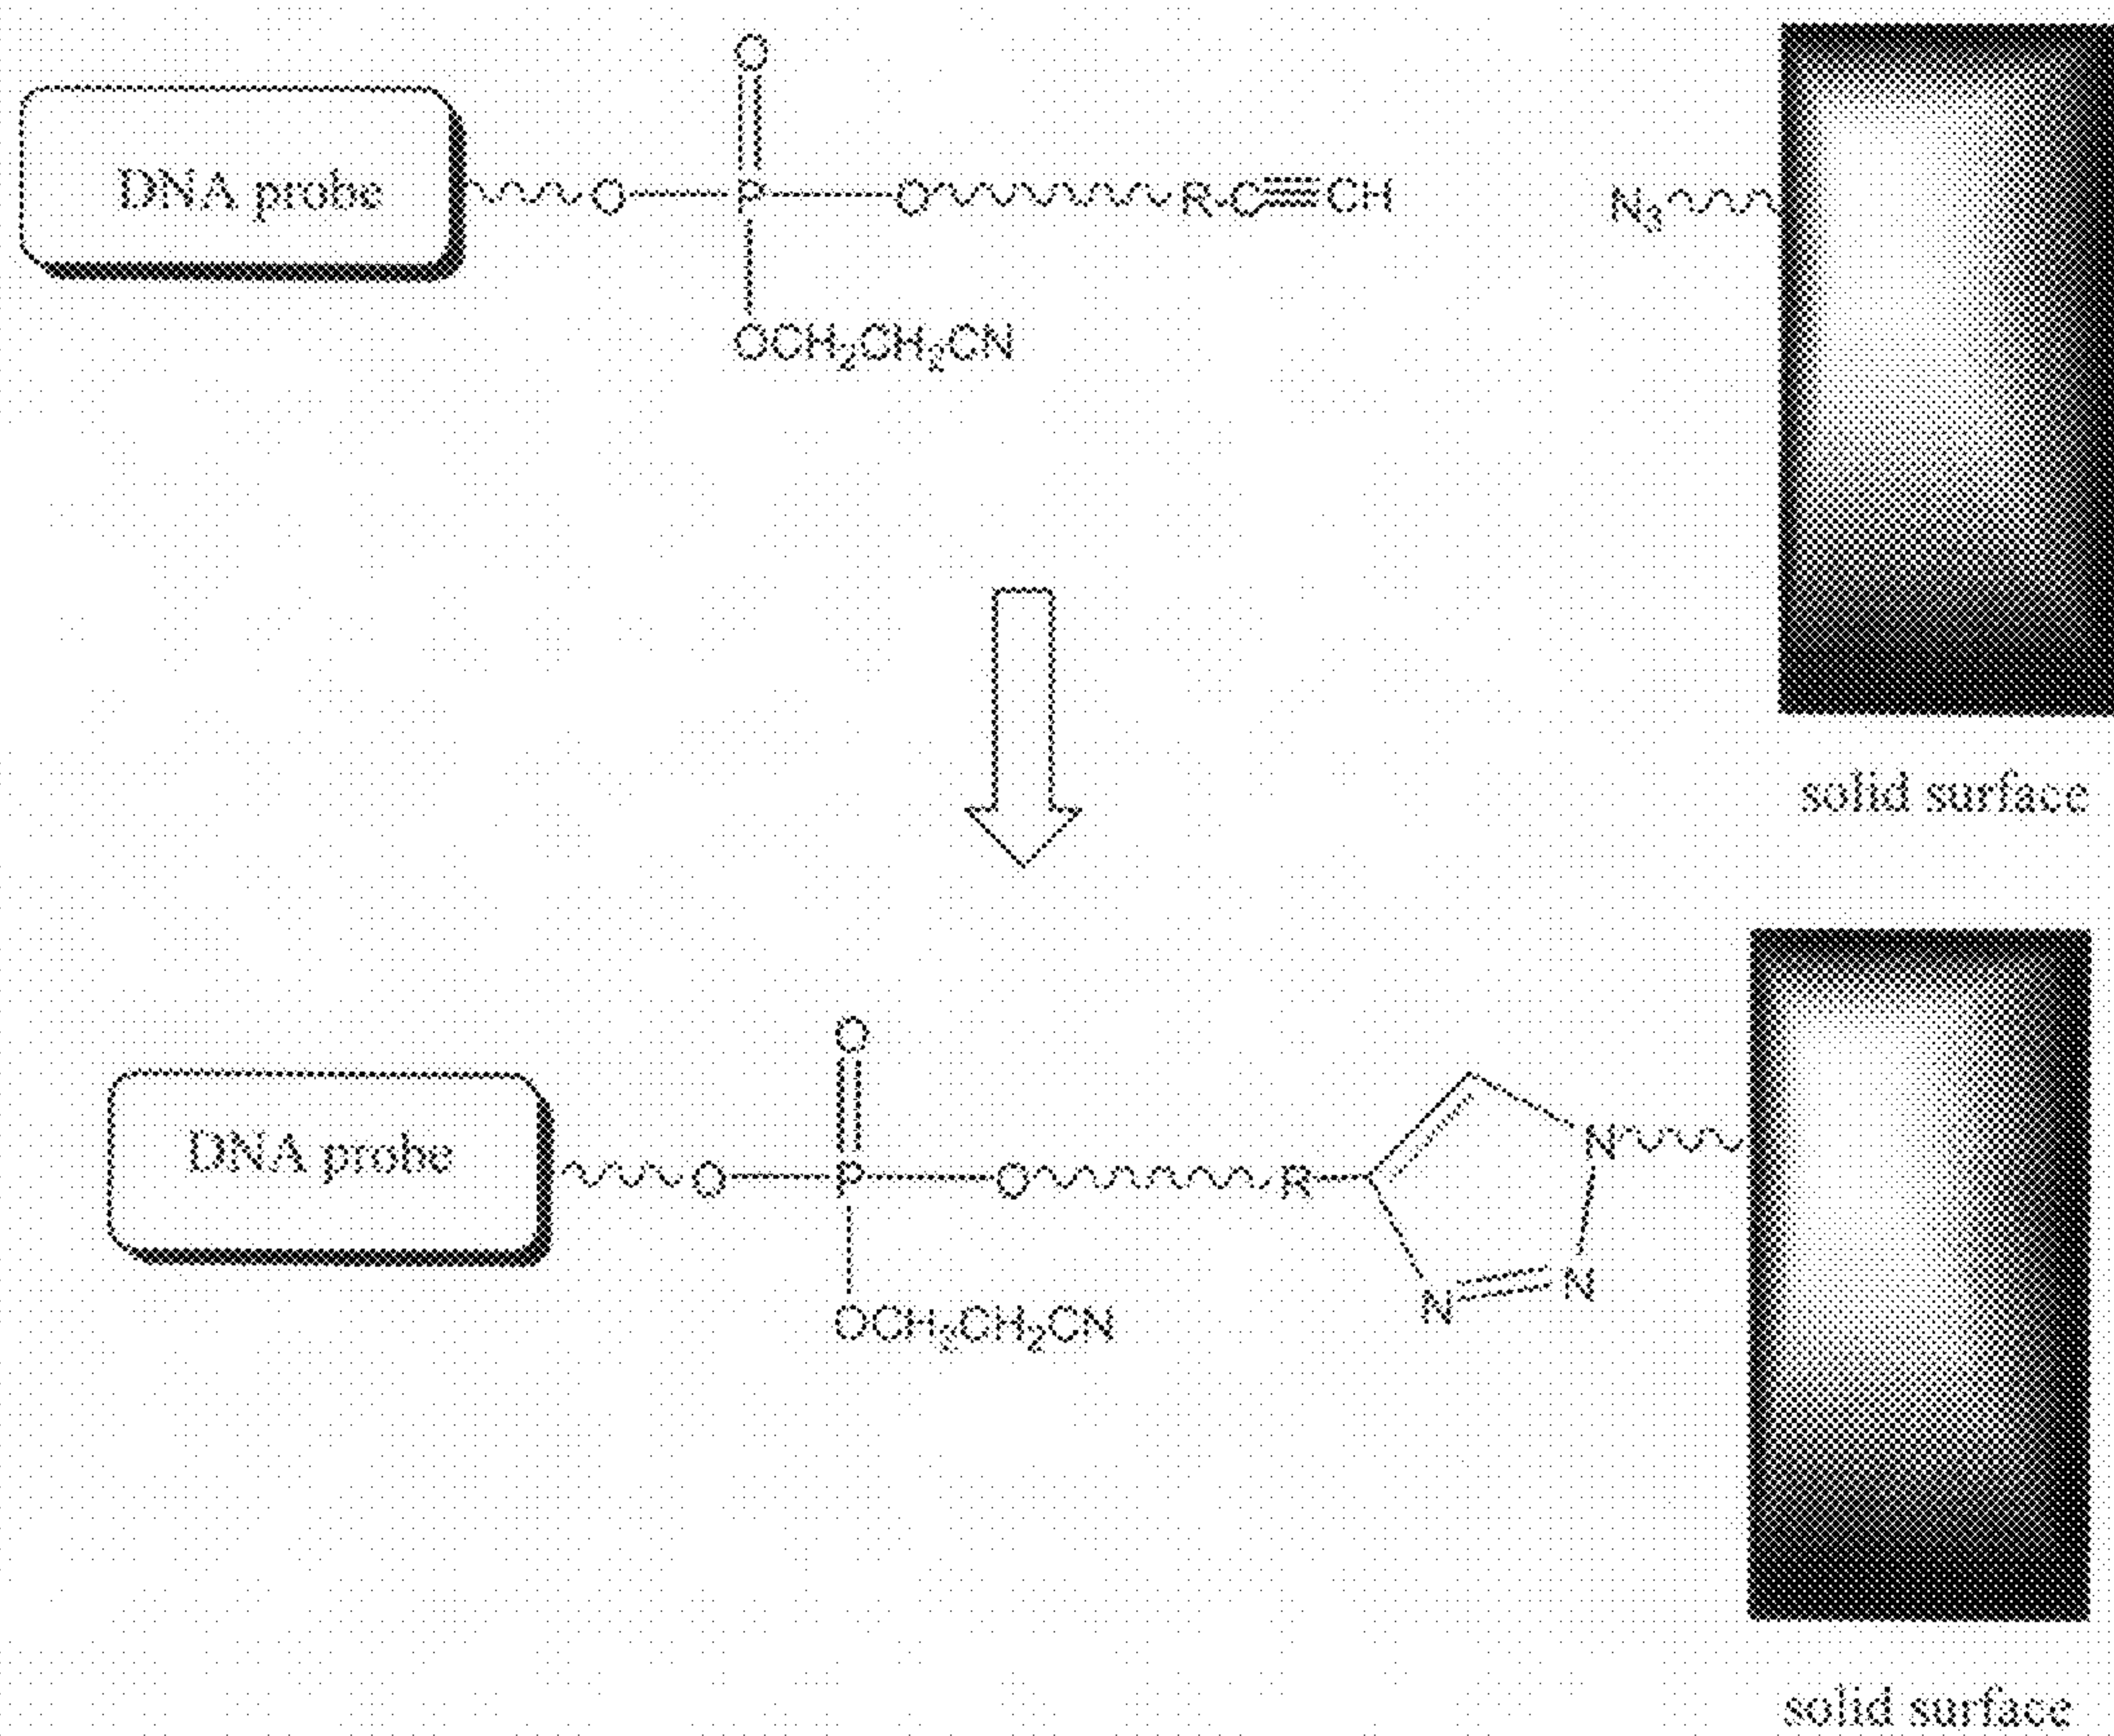 O
DNA probe
O P O R-C≡CH N₃
OCH₂CH₂CN
solid surface
O
DNA probe
O P O R N
N N
OCH₂CH₂CN
solid surface